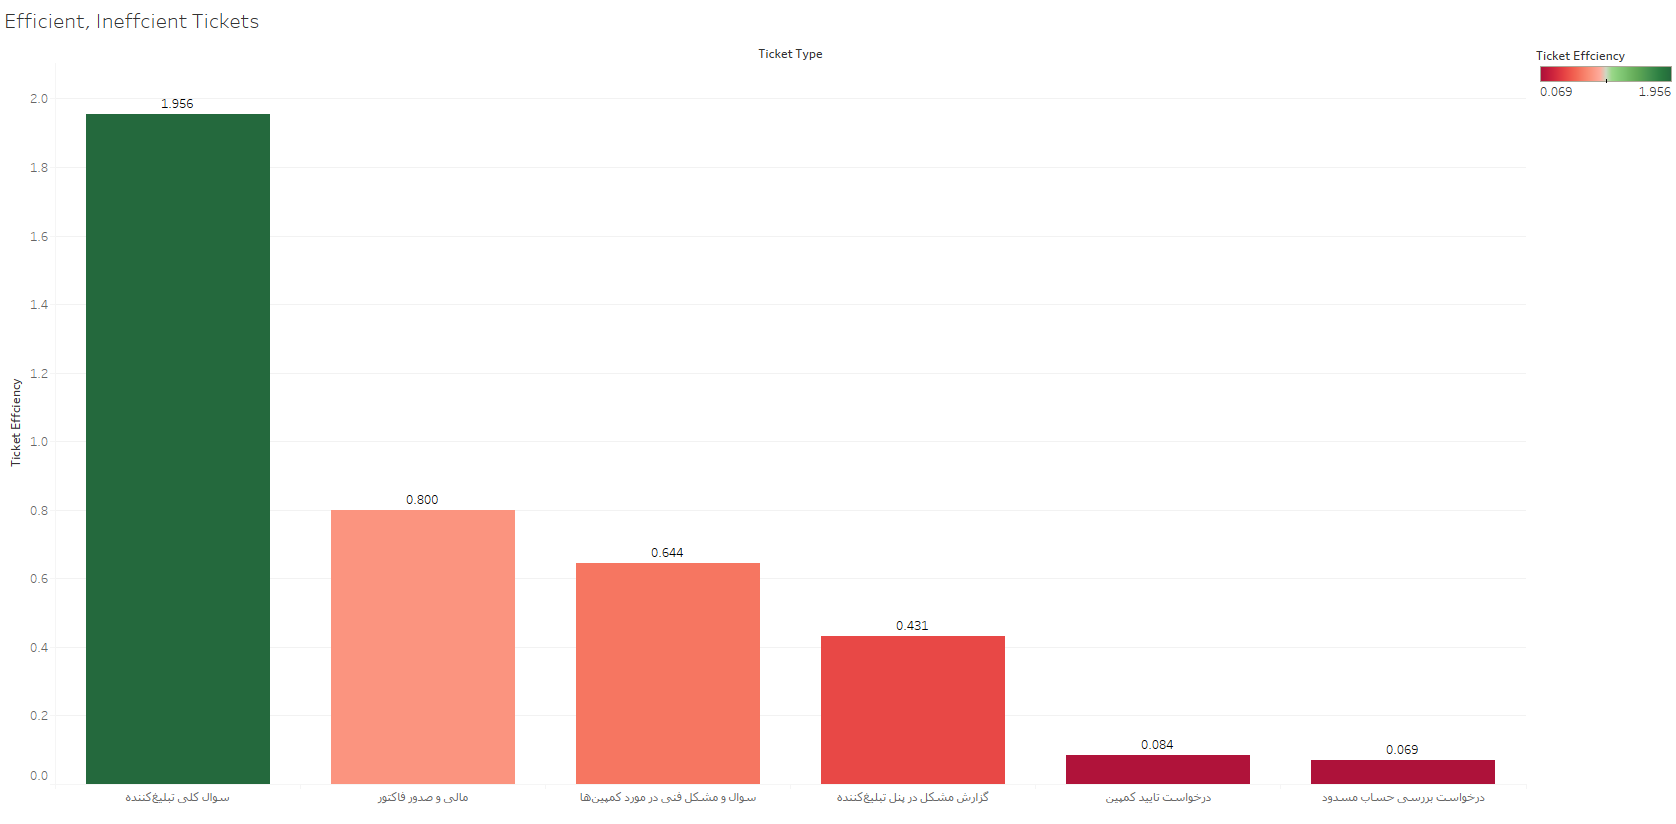 Efficient, Ineffcient Tickets
Ticket Type
Ticket Effciency
0.069 1.956
Ticket Effciency
2.0
1.8
1.6
1.4
1.2
1.0
0.8
0.6
0.4
0.2
0.0
1.956
0.800
0.644
0.431
0.084
0.069
سوال کلی تبلیغ‌کننده
مالی و صدور فاکتور
سوال و مشکل فنی در مورد کمپین‌ها
گزارش مشکل در پنل تبلیغ‌کننده
درخواست تایید کمپین
درخواست بررسی حساب مسدود